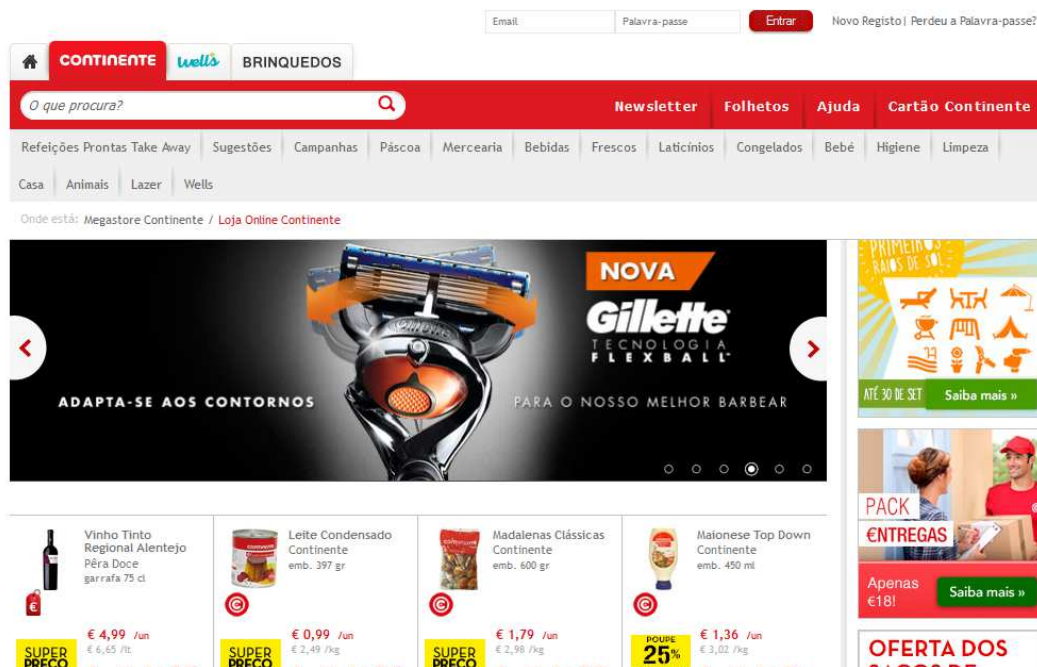 Email
Palavra-passe
Entrar
Novo Registo | Perdeu a Palavra-passe?
CONTINENTE
well's
BRINQUEDOS
O que procura?
Newsletter
Folhetos
Ajuda
Cartão Continente
Refeições Prontas Take Away
Sugestões
Campanhas
Páscoa
Mercearia
Bebidas
Frescos
Laticínios
Congelados
Bebé
Higiene
Limpeza
Casa
Animais
Lazer
Wells
Onde está: Megastore Continente / Loja Online Continente
NOVA
Gillette
TECNOLOGIA
FLEXBALL
ADAPTA-SE AOS CONTORNOS
PARA O NOSSO MELHOR BARBEAR
PRIMEIROS
RAIOS DE SOL
ATÉ 30 DE SET
Saiba mais »
PACK
€NTREGAS
Apenas
€18!
Saiba mais »
OFERTA DOS
SACOS DE
Vinho Tinto
Regional Alentejo
Pêra Doce
garrafa 75 cl
€ 4,99 /un
€ 6,65 /lt
SUPER
PREÇO
Leite Condensado
Continente
emb. 397 gr
€ 0,99 /un
€ 2,49 /kg
SUPER
PREÇO
Madalenas Clássicas
Continente
emb. 600 gr
€ 1,79 /un
€ 2,98 /kg
SUPER
PREÇO
Maionese Top Down
Continente
emb. 450 ml
€ 1,36 /un
€ 3,02 /kg
POUPE
25%